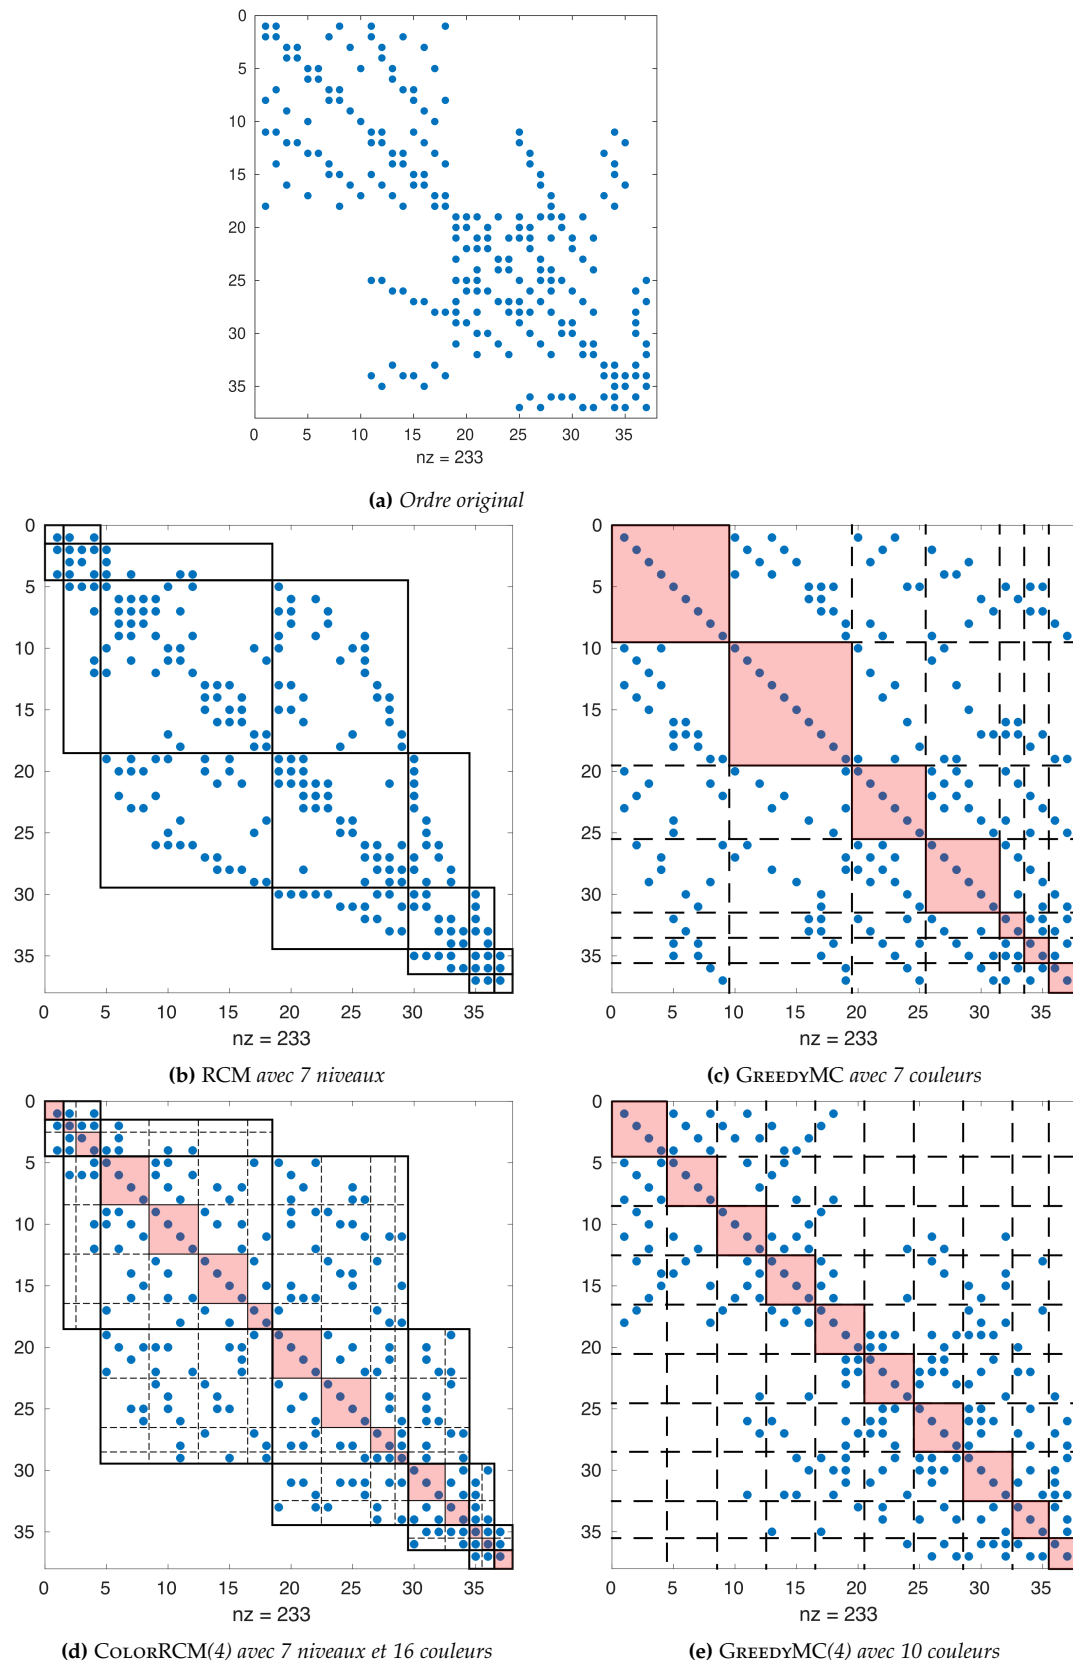 0
5
10
15
20
25
30
35
0 5 10 15 20 25 30 35
nz = 233
(a) Ordre original
0
5
10
15
20
25
30
35
0 5 10 15 20 25 30 35
nz = 233
(b) RCM avec 7 niveaux
0
5
10
15
20
25
30
35
0 5 10 15 20 25 30 35
nz = 233
(c) GREEDYMC avec 7 couleurs
0
5
10
15
20
25
30
35
0 5 10 15 20 25 30 35
nz = 233
(d) COLORRCM(4) avec 7 niveaux et 16 couleurs
0
5
10
15
20
25
30
35
0 5 10 15 20 25 30 35
nz = 233
(e) GREEDYMC(4) avec 10 couleurs